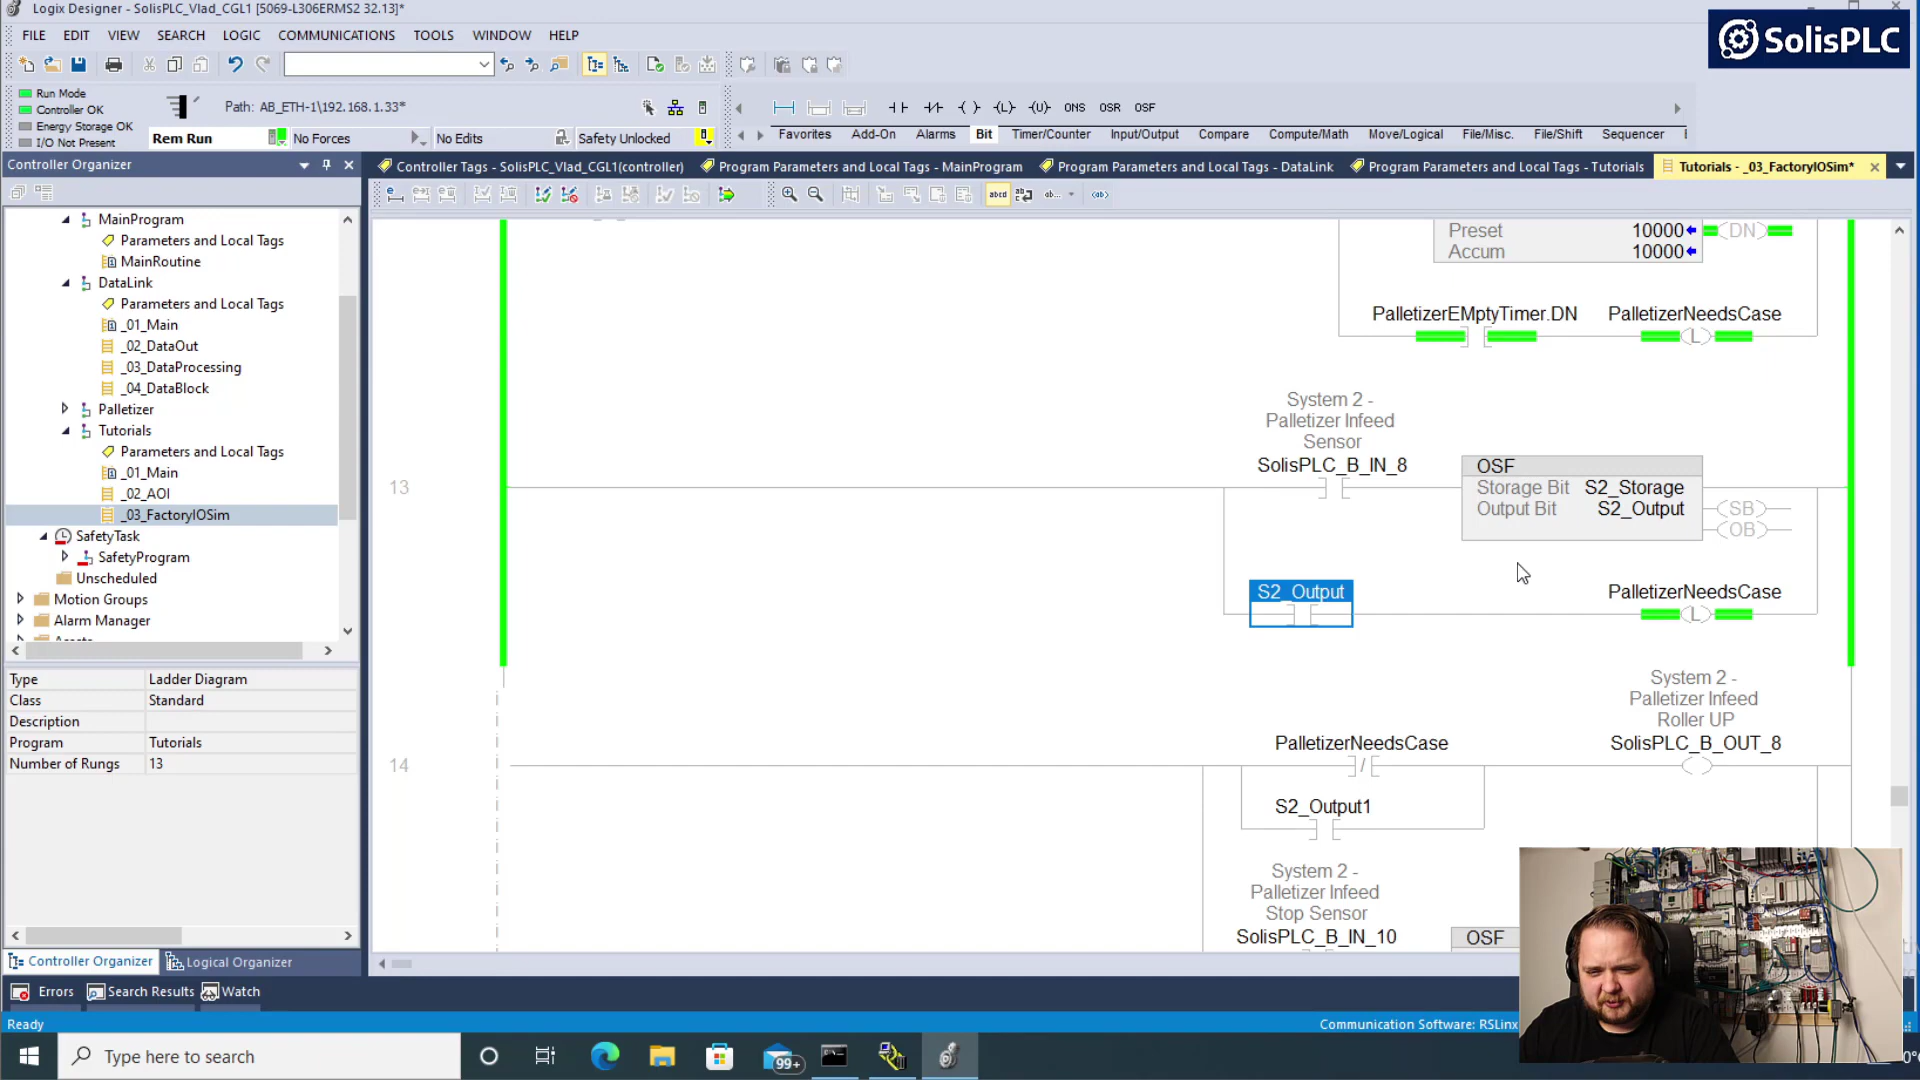 Logix Designer - SolisPLC_Vlad_CGL1 [5069-L306ERMS2 32.13]*
SolisPLC
FILE EDIT VIEW SEARCH LOGIC COMMUNICATIONS TOOLS WINDOW HELP
Run Mode
Controller OK
Energy Storage OK
I/O Not Present
Path: AB_ETH-1\192.168.1.33*
Rem Run No Forces No Edits Safety Unlocked
ONS OSR OSF
Favorites Add-On Alarms Bit Timer/Counter Input/Output Compare Compute/Math Move/Logical File/Misc. File/Shift Sequencer
Controller Organizer
Controller Tags - SolisPLC_Vlad_CGL1(controller) Program Parameters and Local Tags - MainProgram Program Parameters and Local Tags - DataLink Program Parameters and Local Tags - Tutorials Tutorials - _03_FactoryIOSim*
MainProgram
Parameters and Local Tags
MainRoutine
DataLink
Parameters and Local Tags
_01_Main
_02_DataOut
_03_DataProcessing
_04_DataBlock
Palletizer
Tutorials
Parameters and Local Tags
_01_Main
_02_AOI
_03_FactoryIOSim
SafetyTask
SafetyProgram
Unscheduled
Motion Groups
Alarm Manager
Type Ladder Diagram
Class Standard
Description
Program Tutorials
Number of Rungs 13
Controller Organizer Logical Organizer
Preset 10000 DN
Accum 10000
PalletizerEMptyTimer.DN PalletizerNeedsCase
L
System 2 -
Palletizer Infeed
Sensor
SolisPLC_B_IN_8
13
OSF
Storage Bit S2_Storage
Output Bit S2_Output
SB
OB
S2_Output PalletizerNeedsCase
L
System 2 -
Palletizer Infeed
Roller UP
PalletizerNeedsCase SolisPLC_B_OUT_8
14
S2_Output1
System 2 -
Palletizer Infeed
Stop Sensor
SolisPLC_B_IN_10 OSF
Errors Search Results Watch
Ready
Communication Software: RSLinx
Type here to search
99+